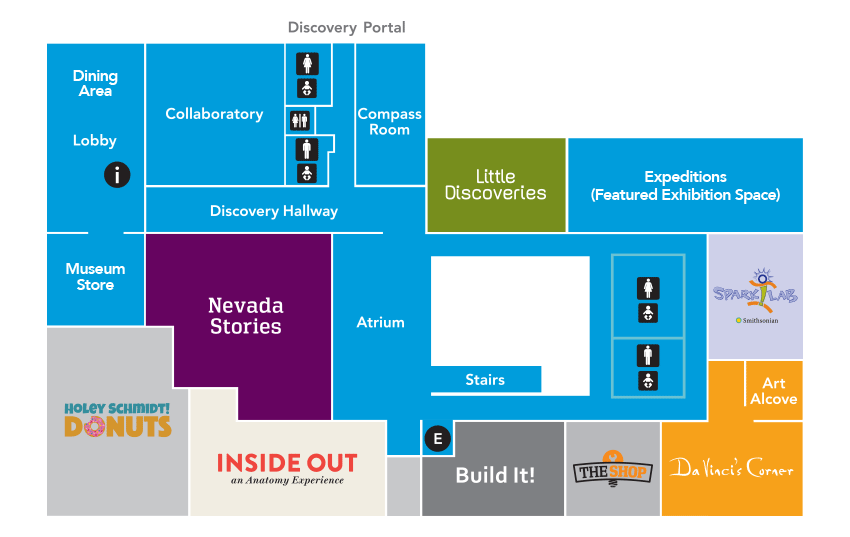 Discovery Portal
Dining
Area
Lobby
i
Collaboratory
Compass
Room
Discovery Hallway
Little
Discoveries
Expeditions
(Featured Exhibition Space)
Museum
Store
Nevada
Stories
Atrium
Stairs
SPARK!LAB
Smithsonian
Art
Alcove
HOLEY SCHMIDT!
DONUTS
INSIDE OUT
an Anatomy Experience
E
Build It!
THE SHOP
Da Vinci's Corner